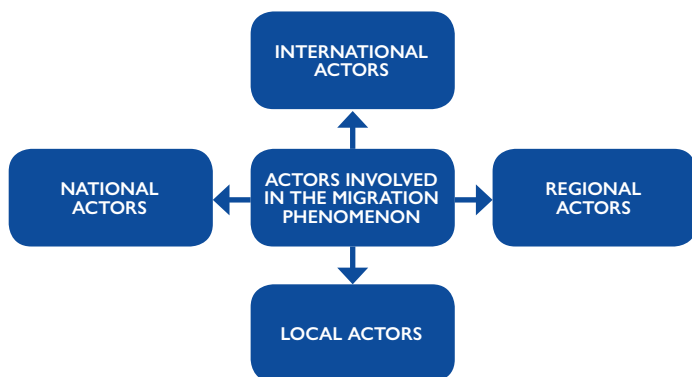 INTERNATIONAL
ACTORS
NATIONAL
ACTORS
ACTORS INVOLVED
IN THE MIGRATION
PHENOMENON
REGIONAL
ACTORS
LOCAL ACTORS